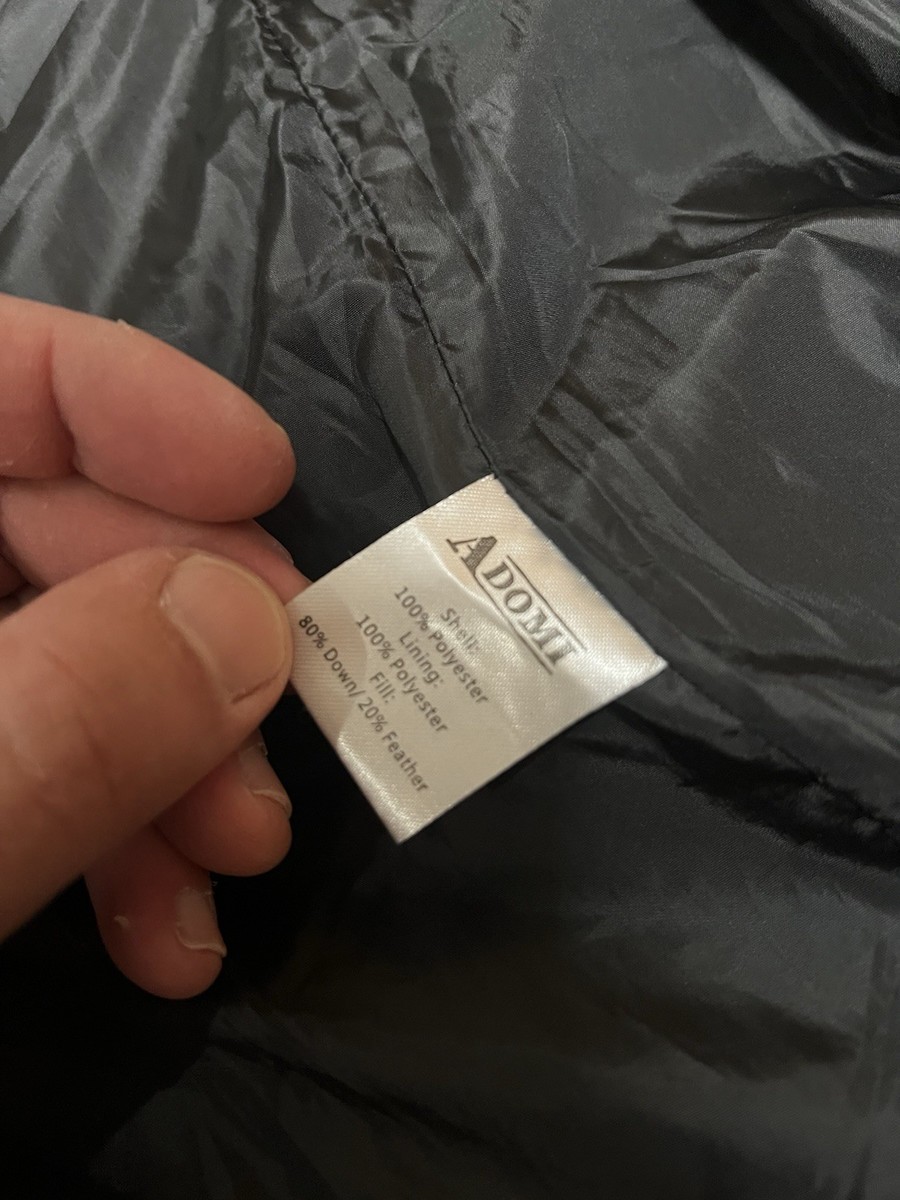 ADOMI
Shell:
100% Polyester
Lining:
100% Polyester
Fill:
80% Down/ 20% Feather